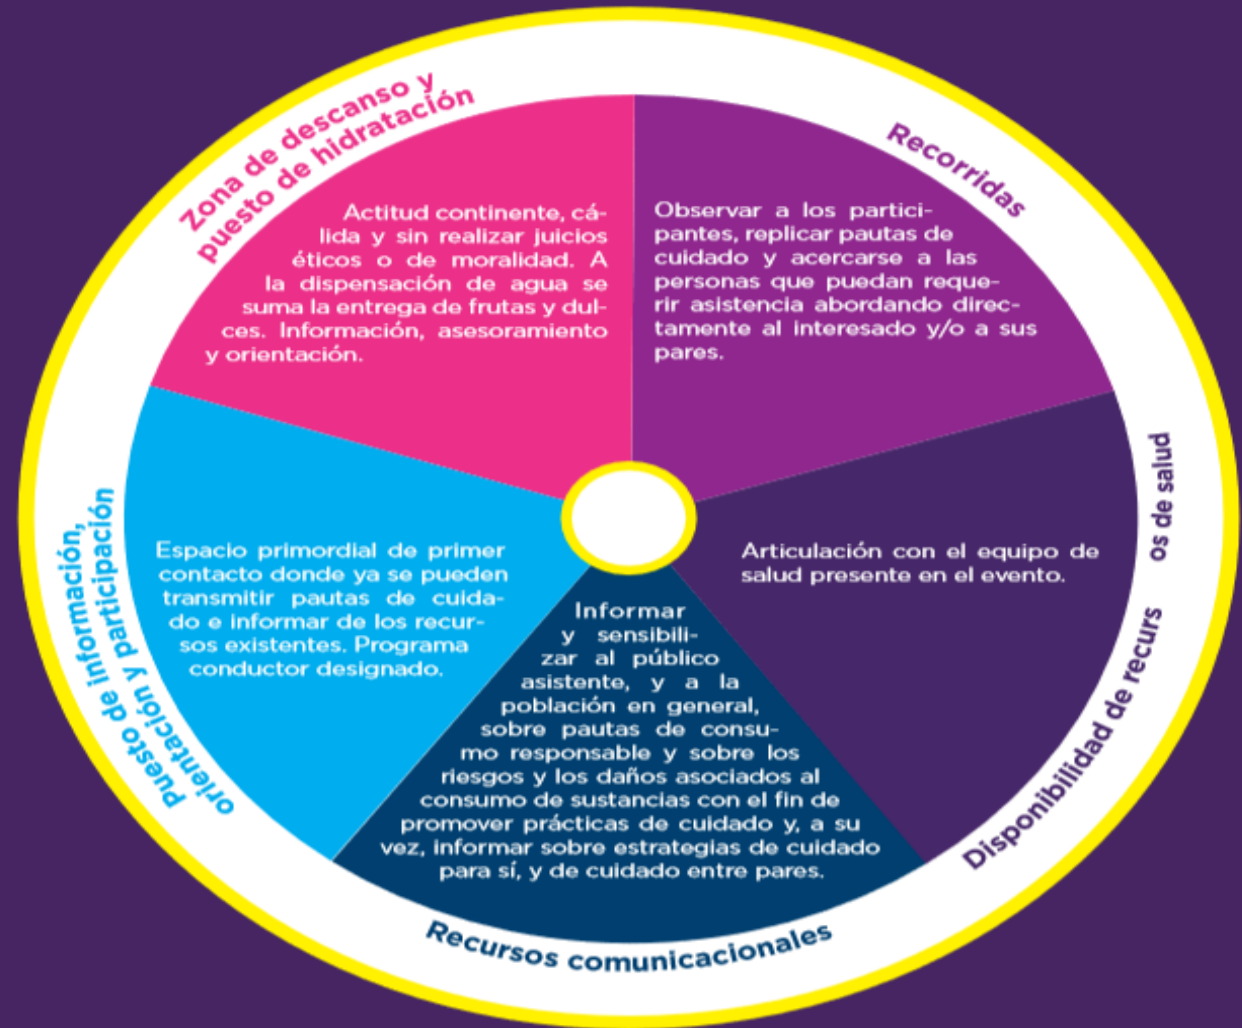 Zona de descanso y
puesto de hidratación
Actitud continente, cá-
lida y sin realizar juicios
éticos o de moralidad. A
la dispensación de agua se
suma la entrega de frutas y dul-
ces. Información, asesoramiento
y orientación.
Recorridas
Observar a los partici-
pantes, replicar pautas de
cuidado y acercarse a las
personas que puedan reque-
rir asistencia abordando direc-
tamente al interesado y/o a sus
pares.
Disponibilidad de recurs os de salud
Articulación con el equipo de
salud presente en el evento.
Recursos comunicacionales
Informar
y sensibili-
zar al público
asistente, y a la
población en general,
sobre pautas de consu-
mo responsable y sobre los
riesgos y los daños asociados al
consumo de sustancias con el fin de
promover prácticas de cuidado y, a su
vez, informar sobre estrategias de cuidado
para sí, y de cuidado entre pares.
Puesto de información,
orientación y participación
Espacio primordial de primer
contacto donde ya se pueden
transmitir pautas de cuida-
do e informar de los recur-
sos existentes. Programa
conductor designado.